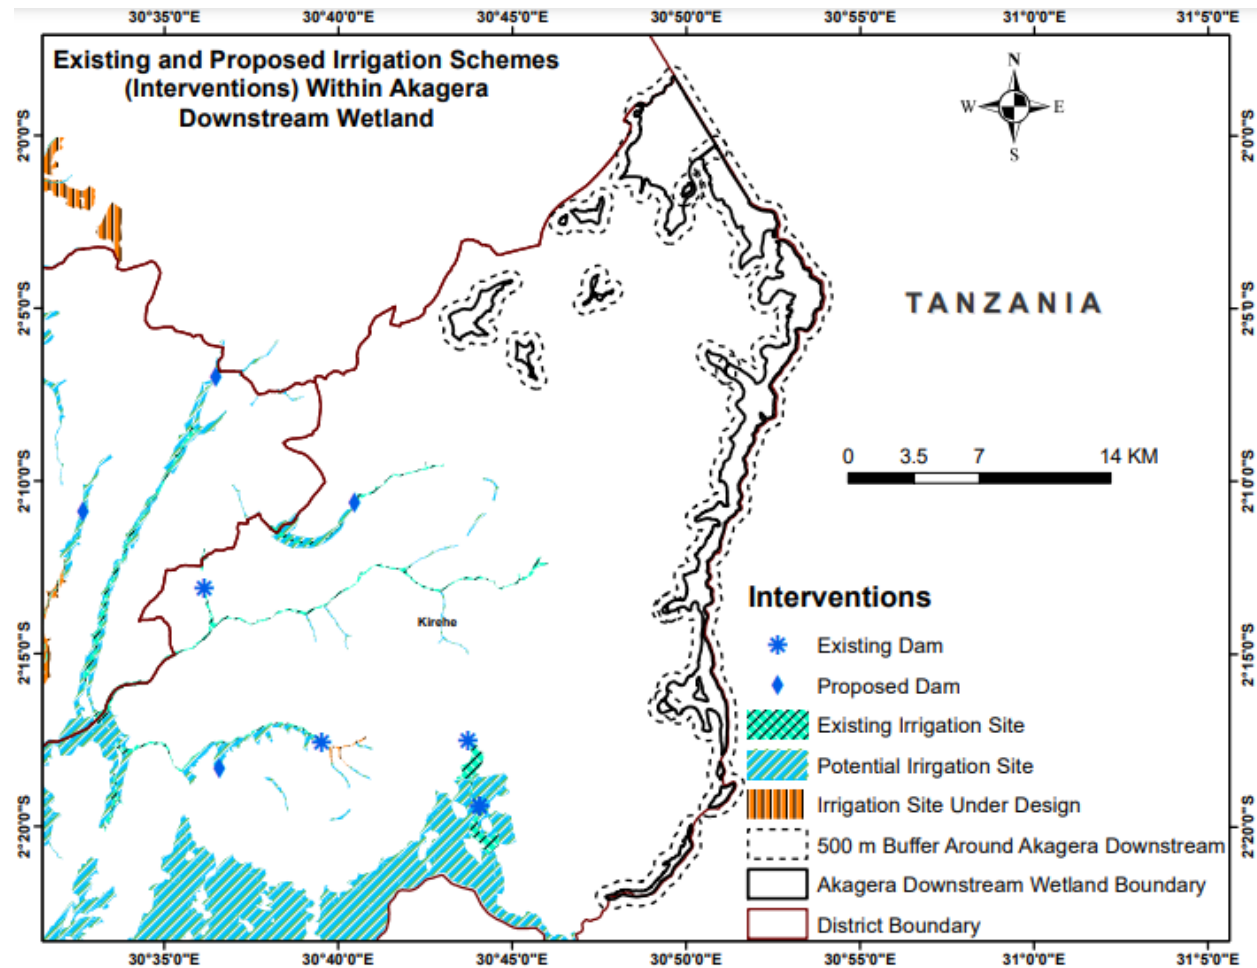 30°35'0"E 30°40'0"E 30°45'0"E 30°50'0"E 30°55'0"E 31°0'0"E 31°5'0"E
Existing and Proposed Irrigation Schemes
(Interventions) Within Akagera
Downstream Wetland
N
W E
S
2°0'0"S 2°0'0"S
TANZANIA
2°5'0"S 2°5'0"S
0 3.5 7 14 KM
2°10'0"S 2°10'0"S
Kirehe
Interventions
Existing Dam
2°15'0"S 2°15'0"S
Proposed Dam
Existing Irrigation Site
Potential Irirgation Site
Irrigation Site Under Design
2°20'0"S 2°20'0"S
500 m Buffer Around Akagera Downstream
Akagera Downstream Wetland Boundary
District Boundary
30°35'0"E 30°40'0"E 30°45'0"E 30°50'0"E 30°55'0"E 31°0'0"E 31°5'0"E